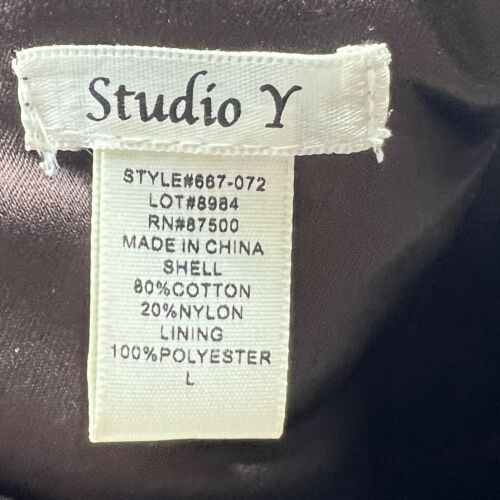 Studio Y
STYLE#667-072
LOT#8984
RN#87500
MADE IN CHINA
SHELL
80%COTTON
20%NYLON
LINING
100%POLYESTER
L